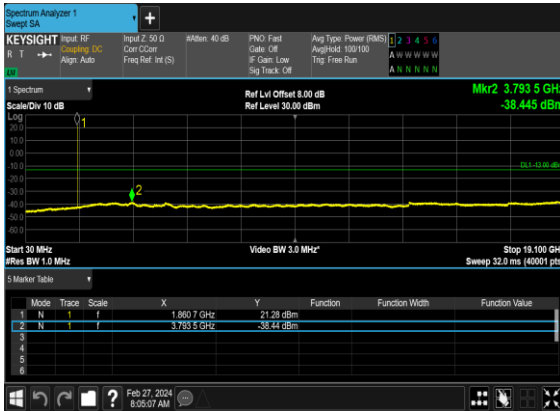 Spectrum Analyzer 1
Swept SA
+
KEYSIGHT
R T
Input: RF
Coupling: DC
Align: Auto
Input Z: 50 Ω
Corr CCorr
Freq Ref: Int (S)
#Atten: 40 dB
PNO: Fast
Gate: Off
IF Gain: Low
Sig Track: Off
Avg Type: Power (RMS)
Avg|Hold: 100/100
Trig: Free Run
1 2 3 4 5 6
A W W W W W
A N N N N N
1 Spectrum
Scale/Div 10 dB
Ref Lvl Offset 8.00 dB
Ref Level 30.00 dBm
Mkr2 3.793 5 GHz
-38.445 dBm
Log
20.0
10.0
0.00
-10.0
-20.0
-30.0
-40.0
-50.0
-60.0
1
2
DL1 -13.00 dBm
Start 30 MHz
#Res BW 1.0 MHz
Video BW 3.0 MHz*
Stop 19.100 GHz
Sweep 32.0 ms (40001 pts)
5 Marker Table
Mode Trace Scale X Y Function Function Width Function Value
1 N 1 f 1.860 7 GHz 21.28 dBm
2 N 1 f 3.793 5 GHz -38.44 dBm
3
4
5
6
?
Feb 27, 2024
8:05:07 AM